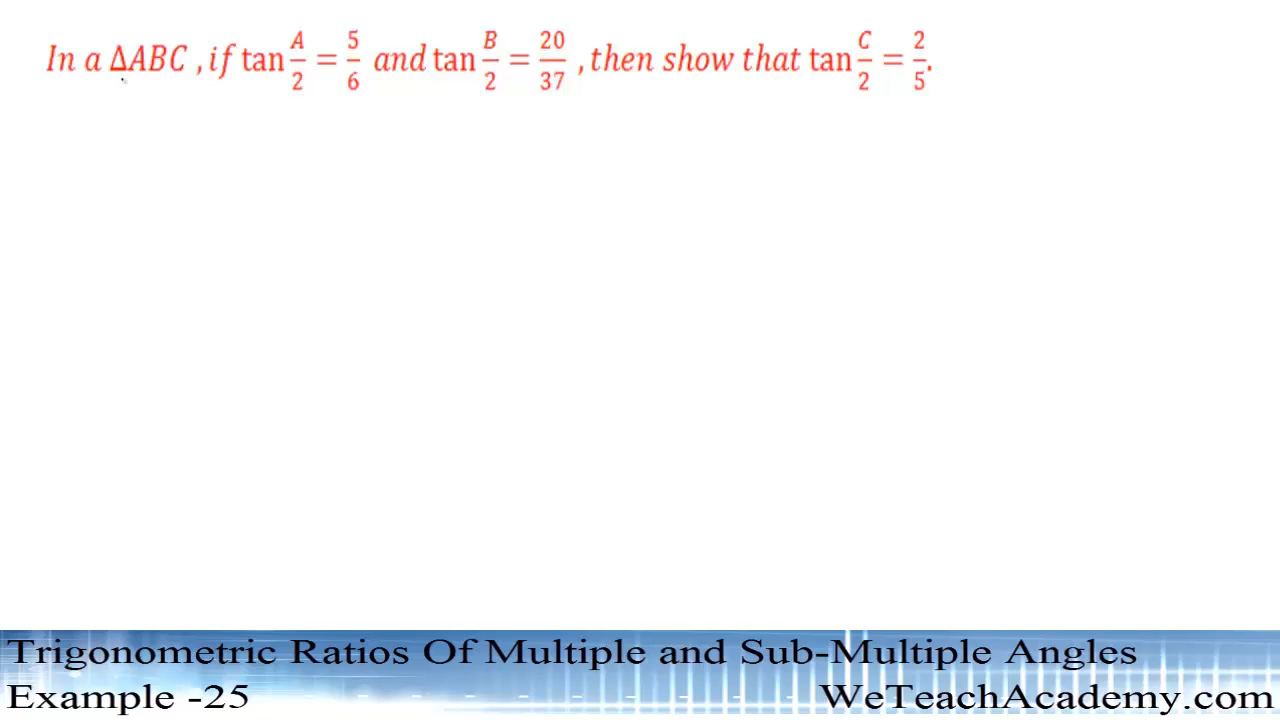 In a ΔABC , if tan A/2 = 5/6 and tan B/2 = 20/37 , then show that tan C/2 = 2/5.
Trigonometric Ratios Of Multiple and Sub-Multiple Angles
Example -25 WeTeachAcademy.com